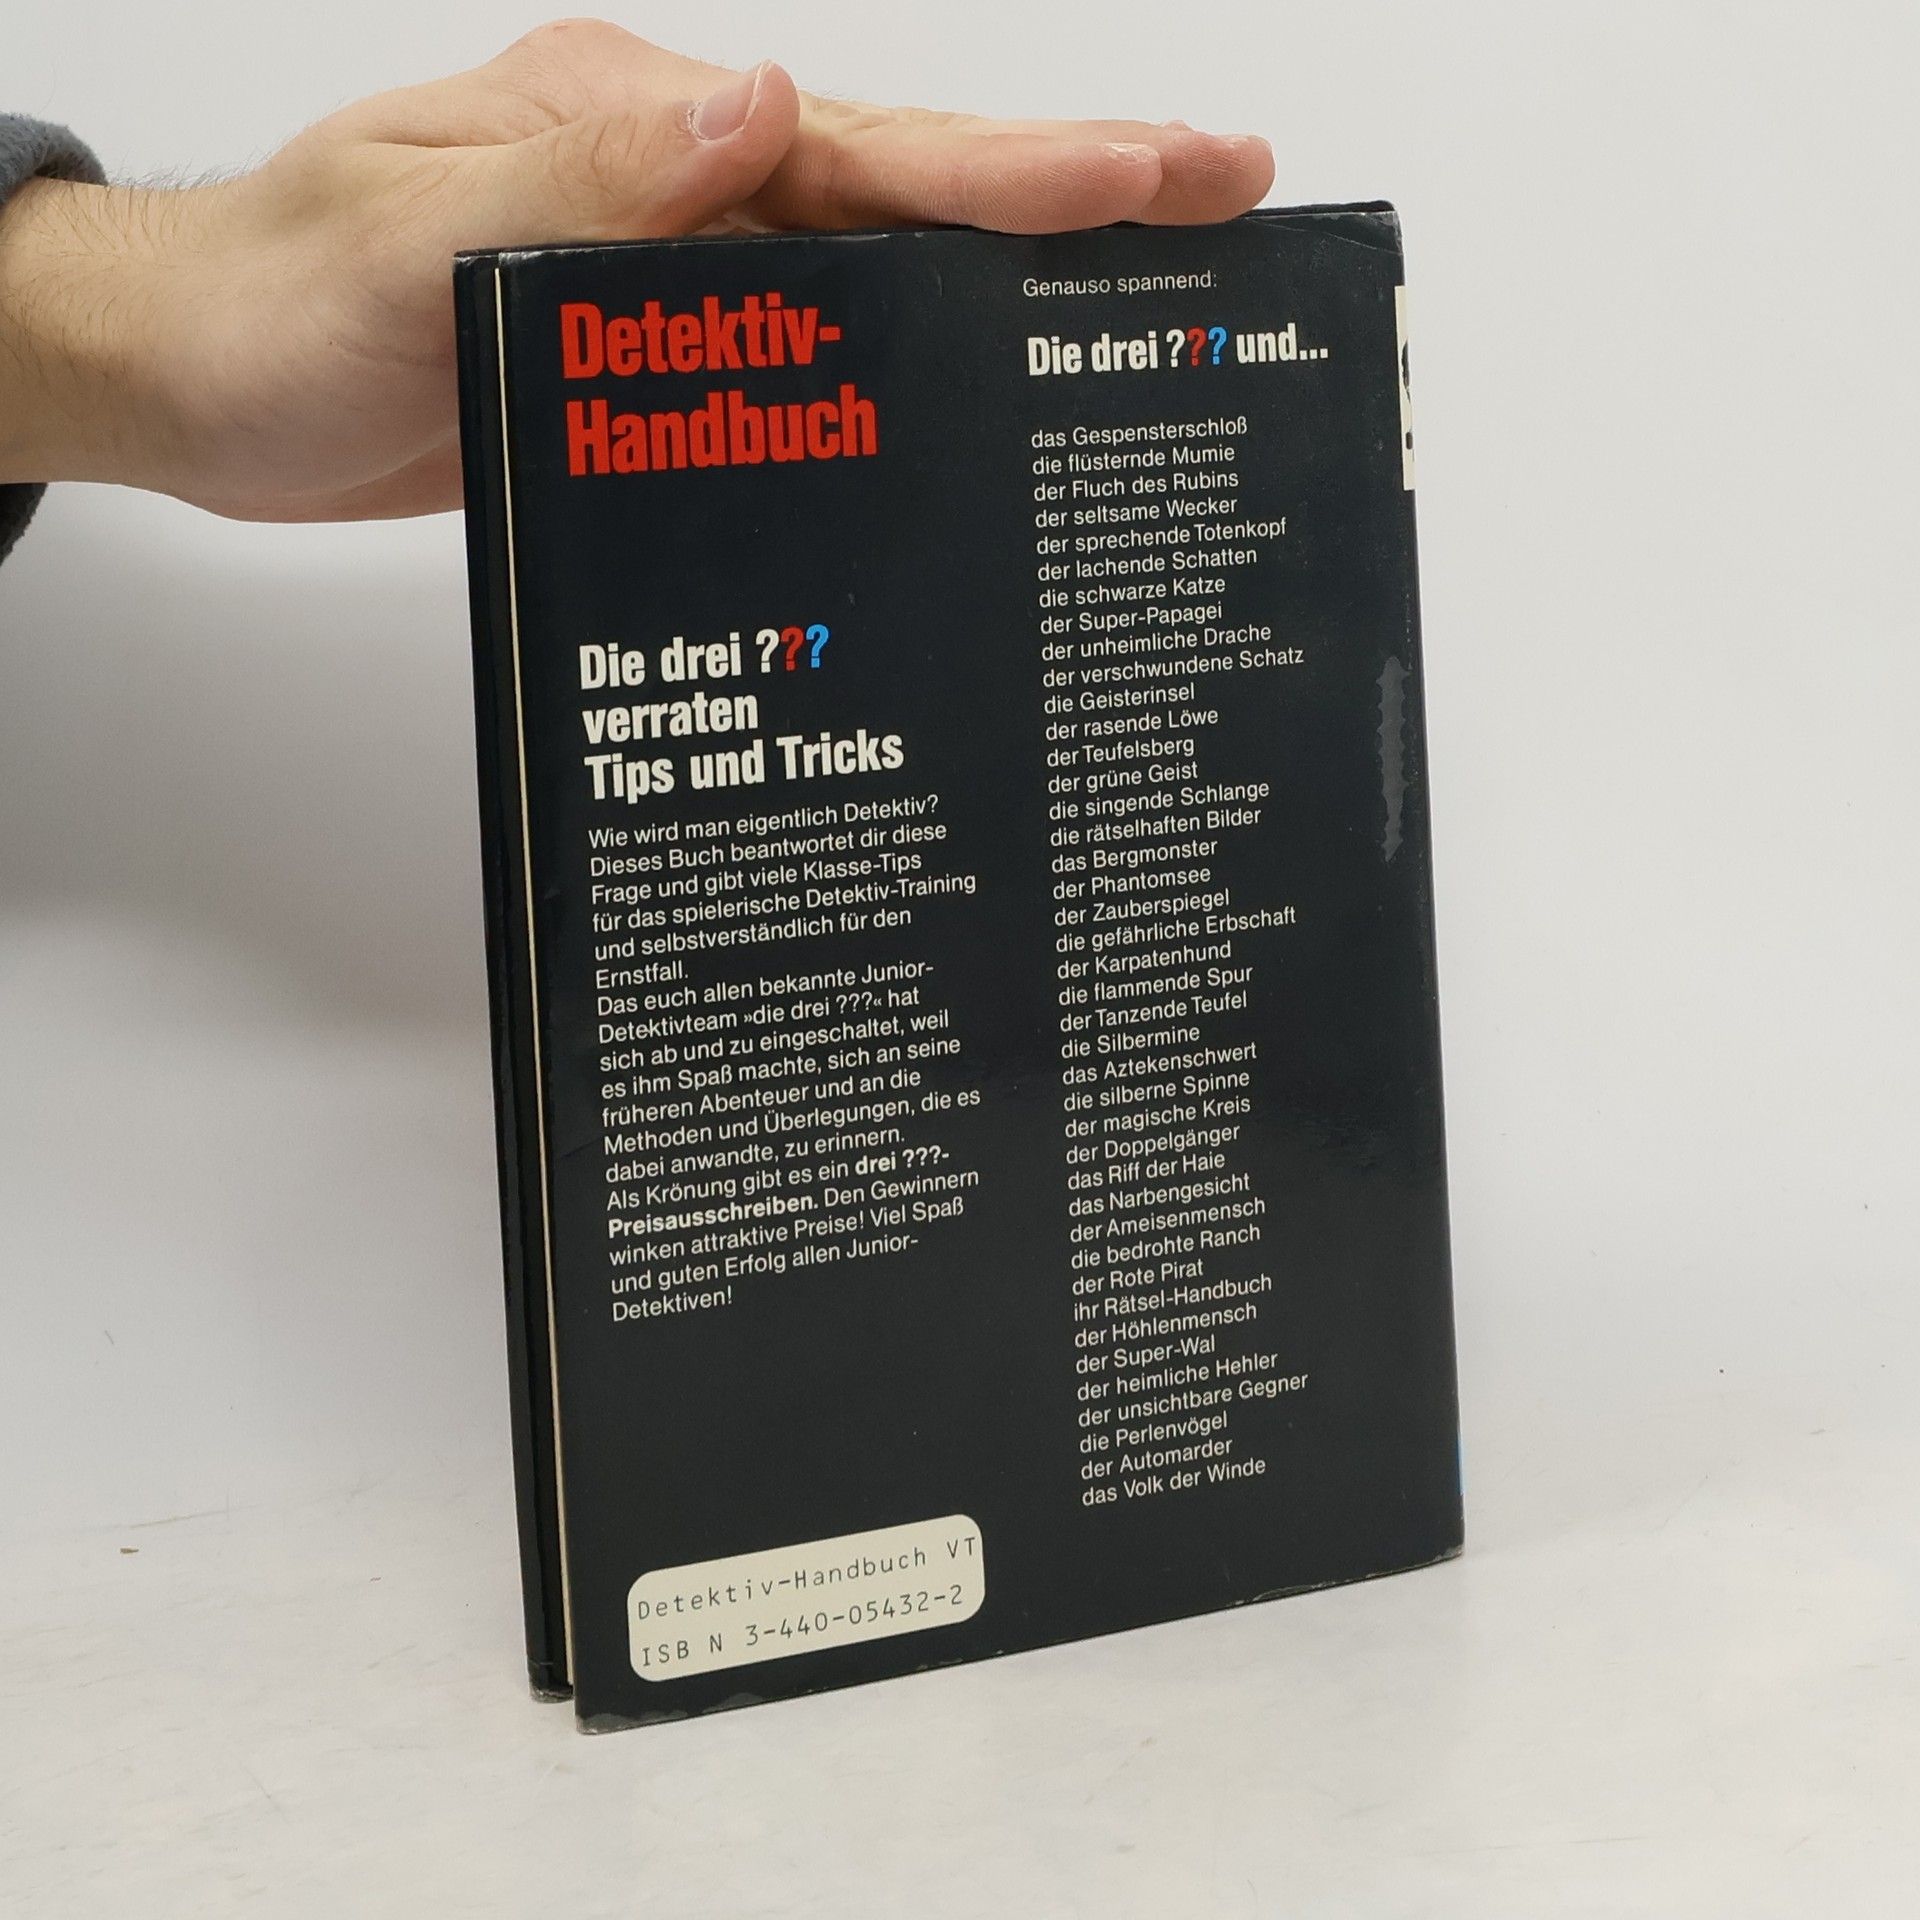 Detektiv-
Handbuch
Die drei ???
verraten
Tips und Tricks
Wie wird man eigentlich Detektiv?
Dieses Buch beantwortet dir diese
Frage und gibt viele Klasse-Tips
für das spielerische Detektiv-Training
und selbstverständlich für den
Ernstfall.
Das euch allen bekannte Junior-
Detektivteam »die drei ???« hat
sich ab und zu eingeschaltet, weil
es ihm Spaß machte, sich an seine
früheren Abenteuer und an die
Methoden und Überlegungen, die es
dabei anwandte, zu erinnern.
Als Krönung gibt es ein drei ???-
Preisausschreiben. Den Gewinnern
winken attraktive Preise! Viel Spaß
und guten Erfolg allen Junior-
Detektiven!
Detektiv-Handbuch VT
ISB N 3-440-05432-2
Genauso spannend:
Die drei ??? und...
das Gespensterschloß
die flüsternde Mumie
der Fluch des Rubins
der seltsame Wecker
der sprechende Totenkopf
der lachende Schatten
die schwarze Katze
der Super-Papagei
der unheimliche Drache
der verschwundene Schatz
die Geisterinsel
der rasende Löwe
der Teufelsberg
der grüne Geist
die singende Schlange
die rätselhaften Bilder
das Bergmonster
der Phantomsee
der Zauberspiegel
die gefährliche Erbschaft
der Karpatenhund
die flammende Spur
der Tanzende Teufel
die Silbermine
das Aztekenschwert
die silberne Spinne
der magische Kreis
der Doppelgänger
das Riff der Haie
das Narbengesicht
der Ameisenmensch
die bedrohte Ranch
der Rote Pirat
ihr Rätsel-Handbuch
der Höhlenmensch
der Super-Wal
der heimliche Hehler
der unsichtbare Gegner
die Perlenvögel
der Automarder
das Volk der Winde